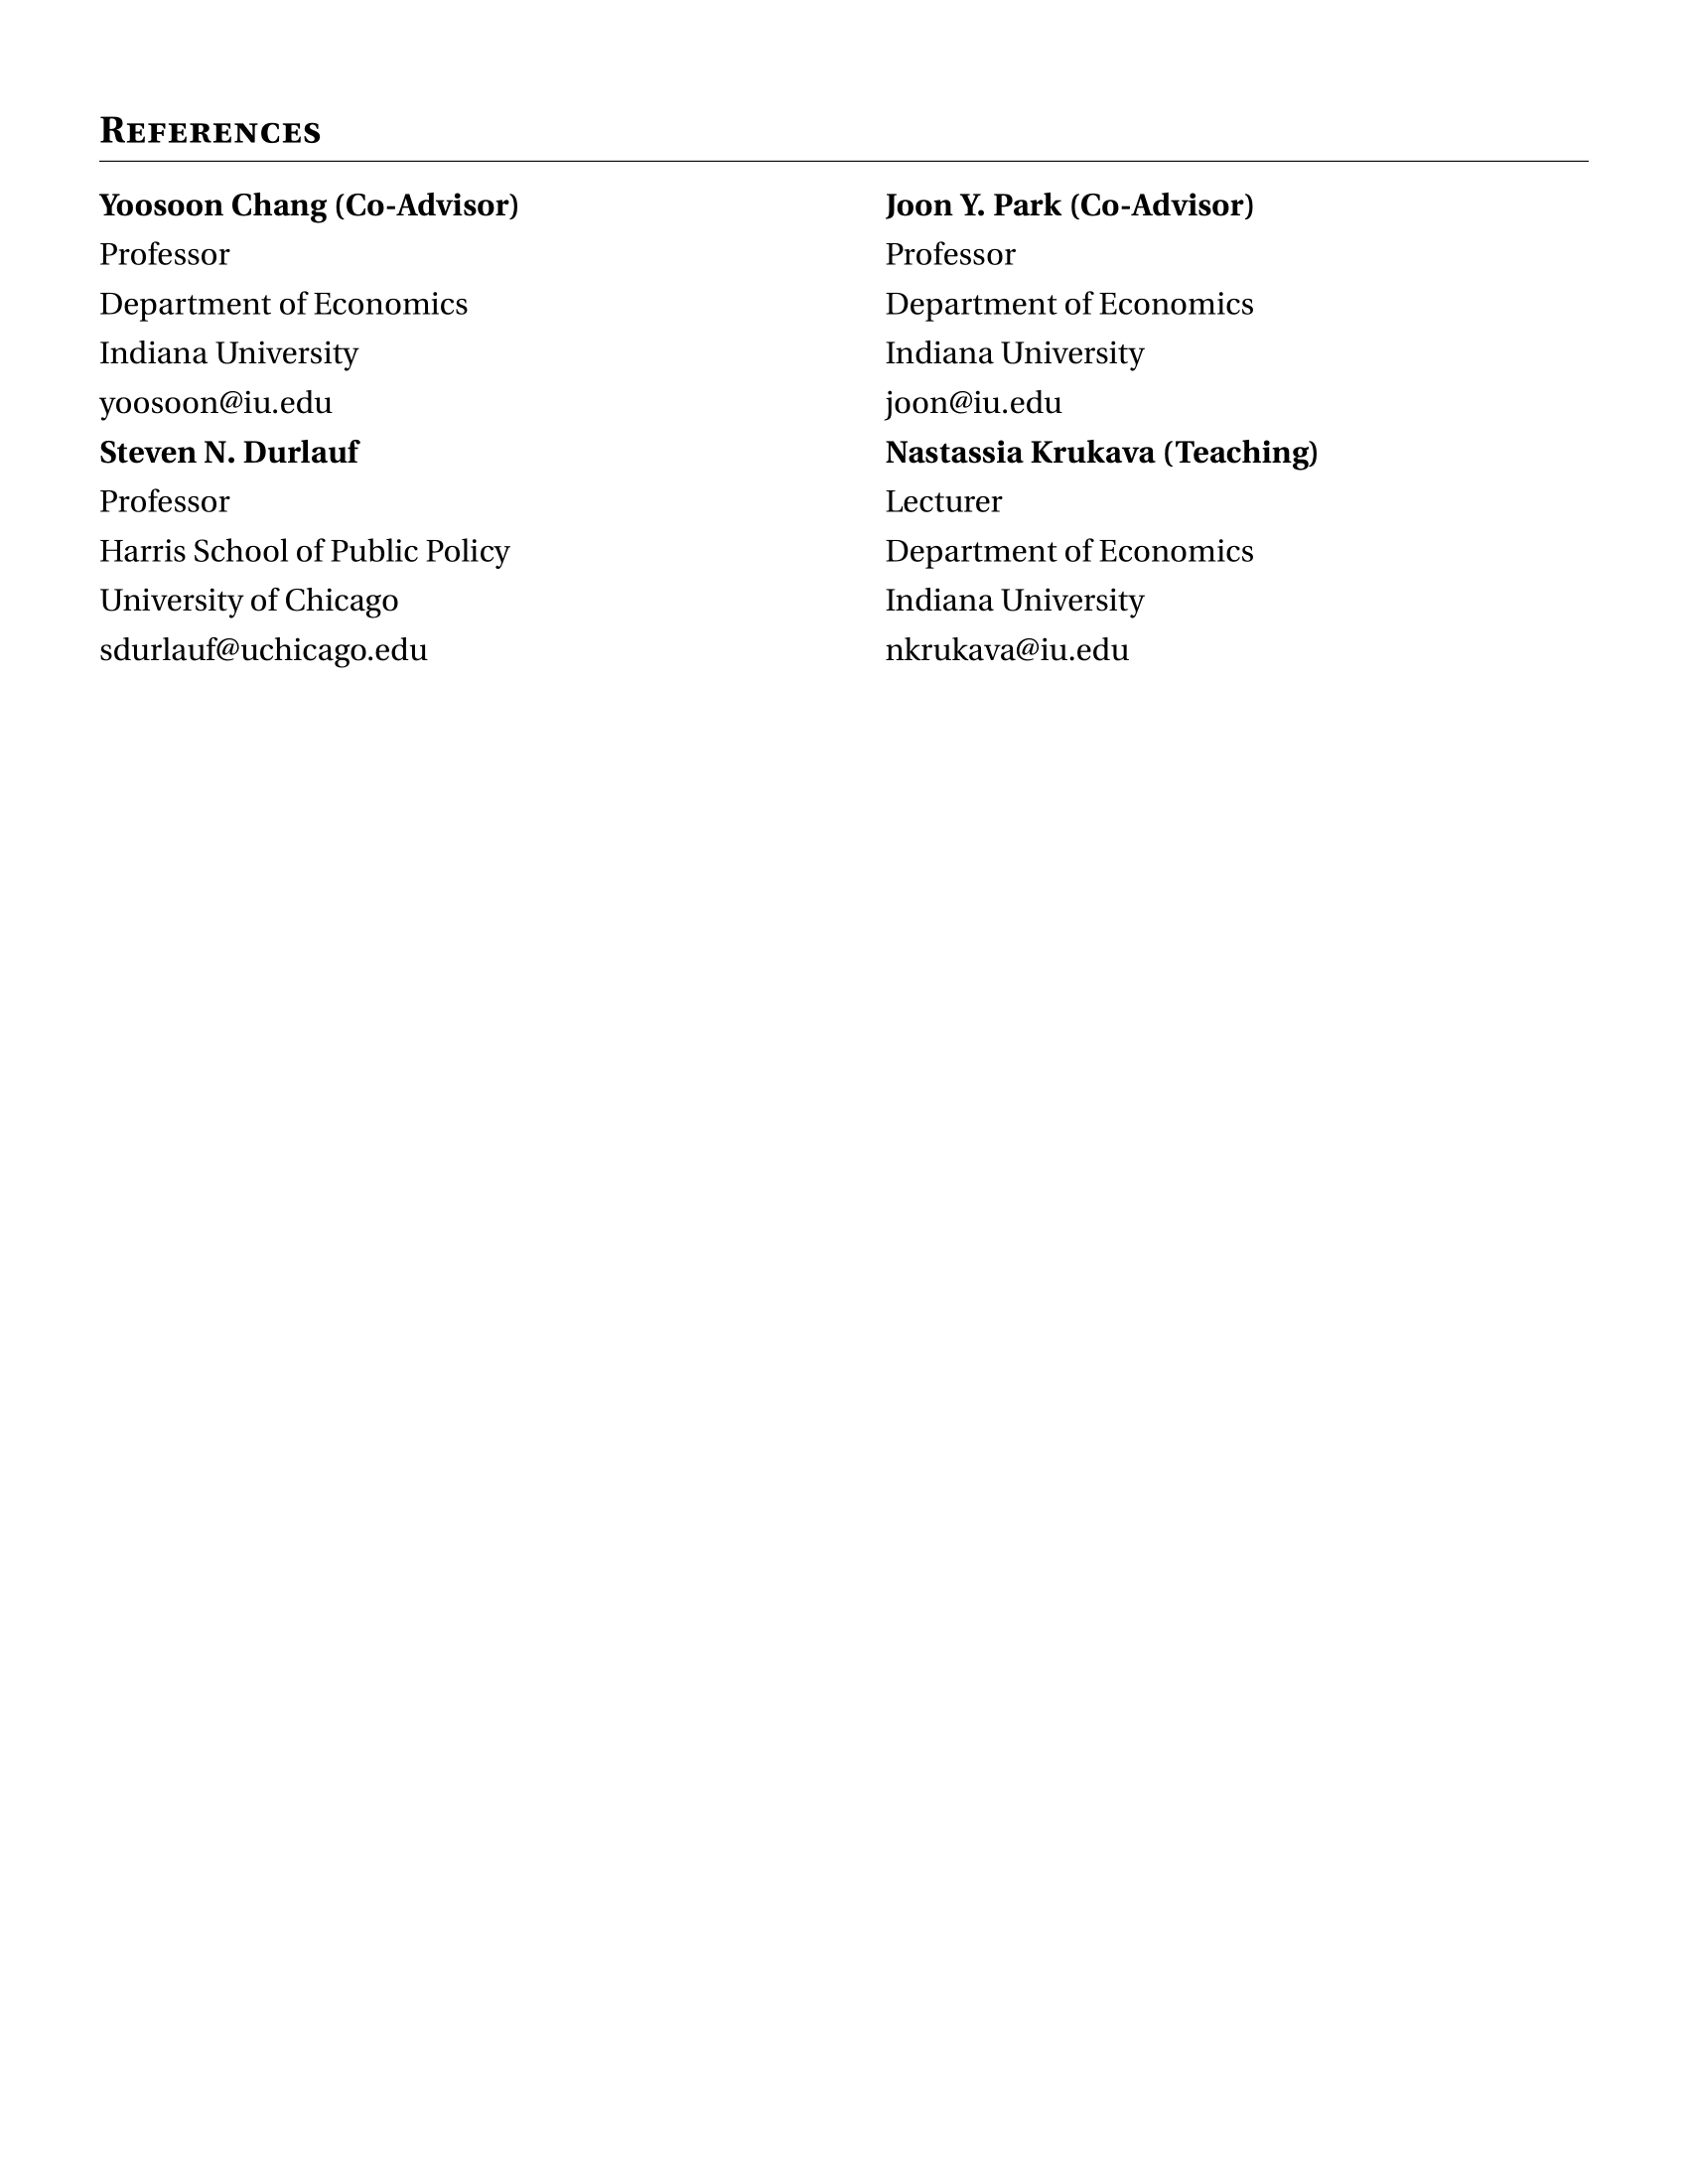 References
Yoosoon Chang (Co-Advisor)
Professor
Department of Economics
Indiana University
yoosoon@iu.edu
Joon Y. Park (Co-Advisor)
Professor
Department of Economics
Indiana University
joon@iu.edu
Steven N. Durlauf
Professor
Harris School of Public Policy
University of Chicago
sdurlauf@uchicago.edu
Nastassia Krukava (Teaching)
Lecturer
Department of Economics
Indiana University
nkrukava@iu.edu